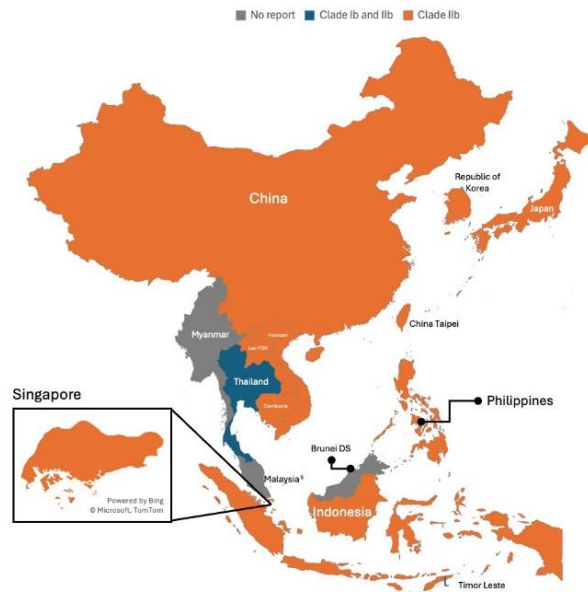 No report Clade Ib and IIb Clade IIb
China
Republic of
Korea
Japan
China Taipei
Myanmar
Vietnam
Lao PDR
Thailand
Cambodia
Singapore
Powered by Bing
© Microsoft, TomTom
Philippines
Brunei DS
Malaysia
Indonesia
Timor Leste